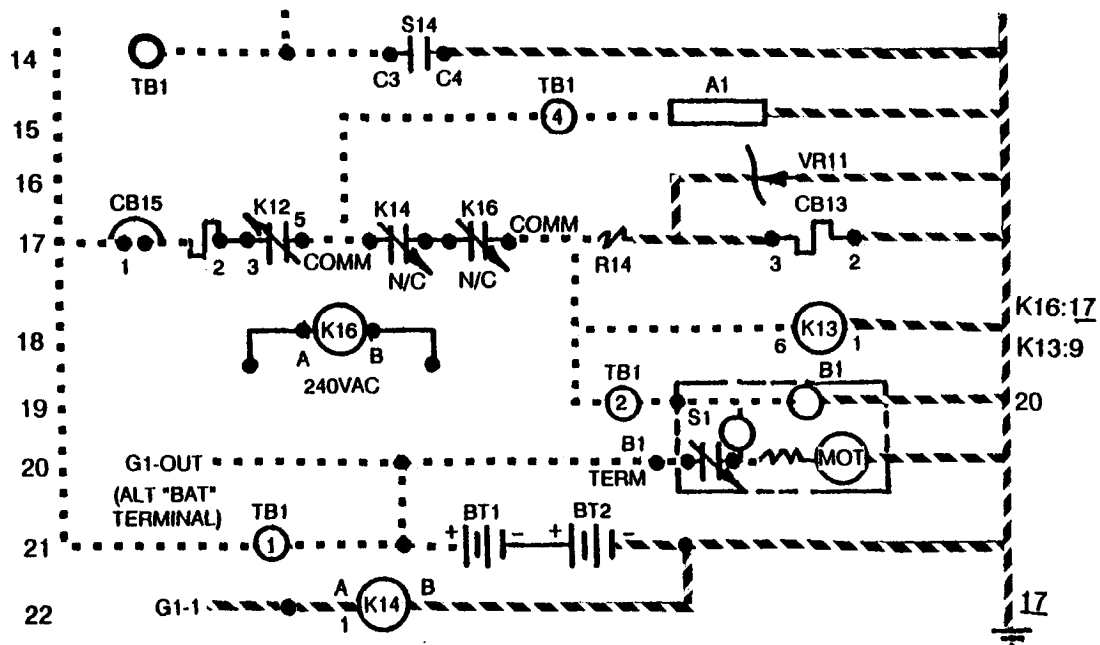 S14
14
TB1
C3 C4
TB1
A1
4
15
16
VR11
CB15
K12
5
K14
K16
COMM
CB13
17
1
2
3
COMM
N/C
N/C
R14
3
2
K16:17
K16
K13
18
A
B
6
1
K13:9
240VAC
TB1
B1
19
2
20
S1
B1
20
G1-OUT
TERM
MOT
(ALT "BAT"
TERMINAL)
TB1
BT1
BT2
+
-
+
-
21
1
A
B
22
G1-1
K14
1
17